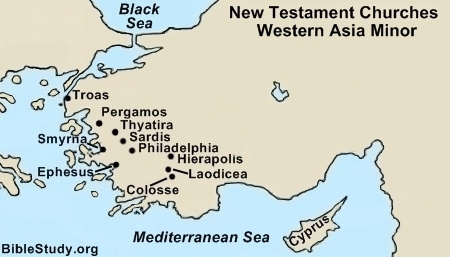 New Testament Churches
Western Asia Minor
Black
Sea
Troas
Pergamos
Thyatira
Sardis
Smyrna
Philadelphia
Hierapolis
Ephesus
Laodicea
Colosse
Cyprus
Mediterranean Sea
BibleStudy.org